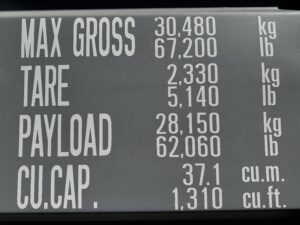 MAX GROSS 30,480 kg
67,200 lb
TARE 2,330 kg
5,140 lb
PAYLOAD 28,150 kg
62,060 lb
CU.CAP. 37.1 cu.m.
1,310 cu.ft.